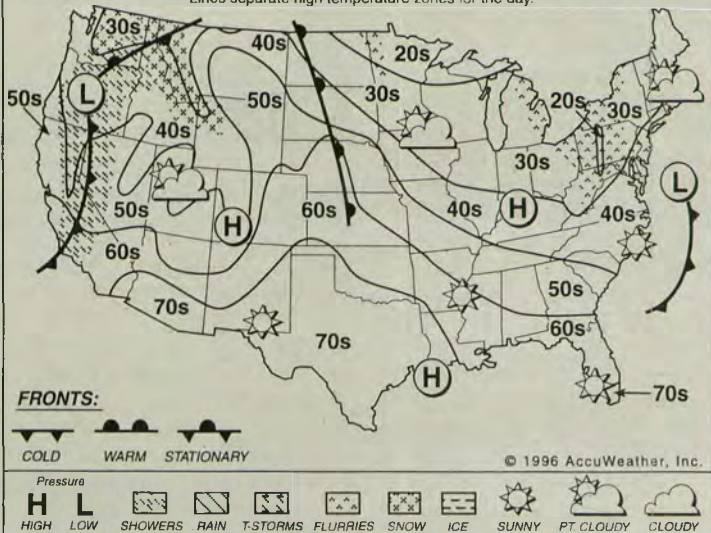 Lines separate high temperature zones for the day.
30s
40s
20s
L
50s
50s
30s
20s
30s
40s
30s
L
50s
H
60s
40s
H
40s
60s
50s
70s
60s
70s
H
70s
FRONTS:
COLD WARM STATIONARY
© 1996 AccuWeather, Inc.
Pressure
H L
HIGH LOW SHOWERS RAIN T-STORMS FLURRIES SNOW ICE SUNNY PT. CLOUDY CLOUDY